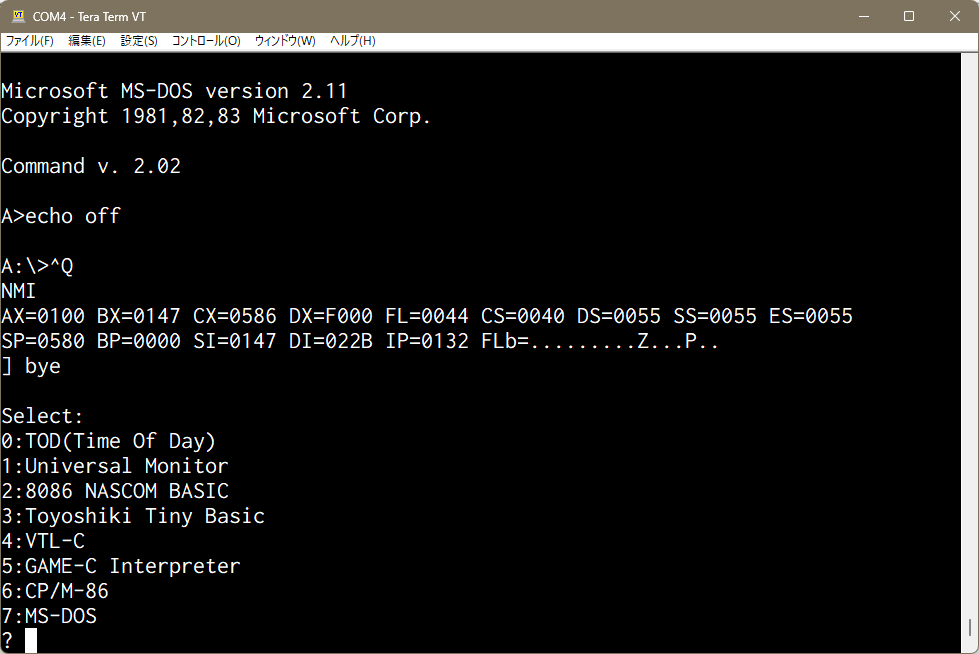 COM4 - Tera Term VT
ファイル(F) 編集(E) 設定(S) コントロール(O) ウィンドウ(W) ヘルプ(H)
Microsoft MS-DOS version 2.11
Copyright 1981,82,83 Microsoft Corp.
Command v. 2.02
A>echo off
A:\>^Q
NMI
AX=0100 BX=0147 CX=0586 DX=F000 FL=0044 CS=0040 DS=0055 SS=0055 ES=0055
SP=0580 BP=0000 SI=0147 DI=022B IP=0132 FLb=.........Z...P..
] bye
Select:
0:TOD(Time Of Day)
1:Universal Monitor
2:8086 NASCOM BASIC
3:Toyoshiki Tiny Basic
4:VTL-C
5:GAME-C Interpreter
6:CP/M-86
7:MS-DOS
?